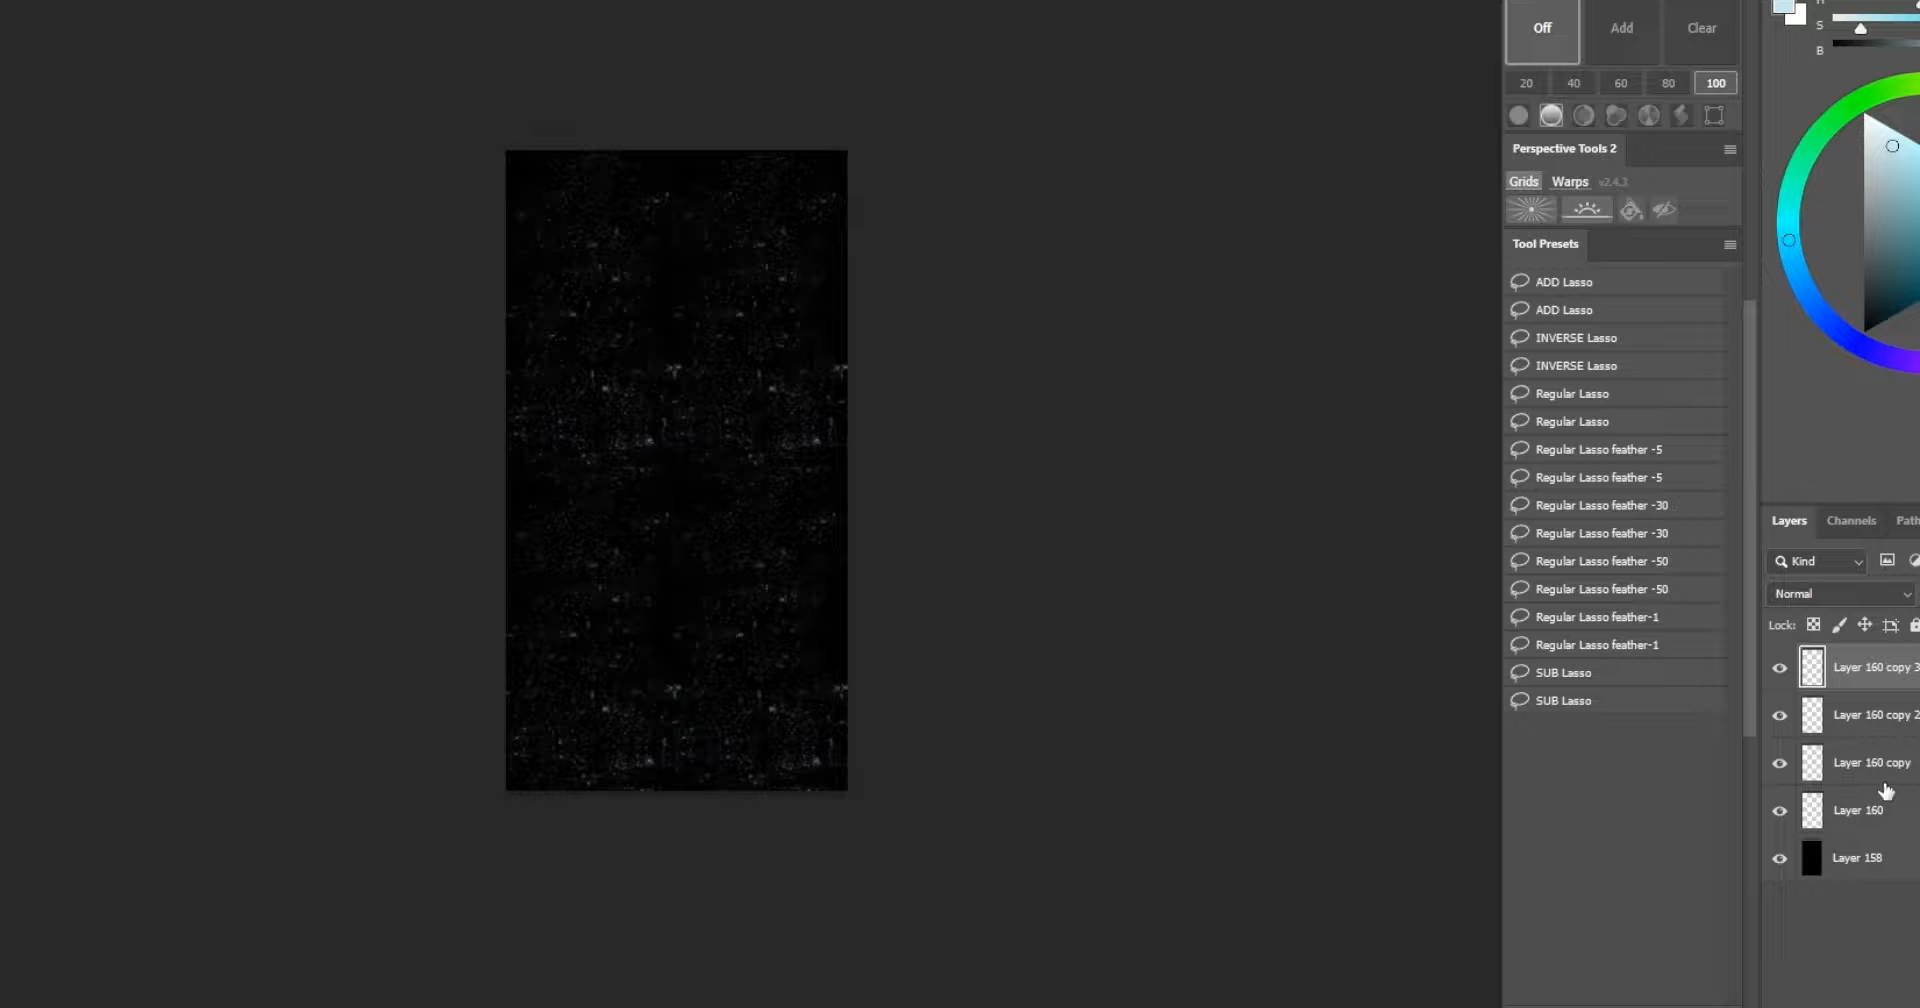 Off Add Clear
S
B
20 40 60 80 100
Perspective Tools 2
Grids Warps v2.4.3
Tool Presets
ADD Lasso
ADD Lasso
INVERSE Lasso
INVERSE Lasso
Regular Lasso
Regular Lasso
Regular Lasso feather -5
Regular Lasso feather -5
Regular Lasso feather -30
Regular Lasso feather -30
Regular Lasso feather -50
Regular Lasso feather -50
Regular Lasso feather-1
Regular Lasso feather-1
SUB Lasso
SUB Lasso
Layers Channels Path
Kind
Normal
Lock:
Layer 160 copy 3
Layer 160 copy 2
Layer 160 copy
Layer 160
Layer 158